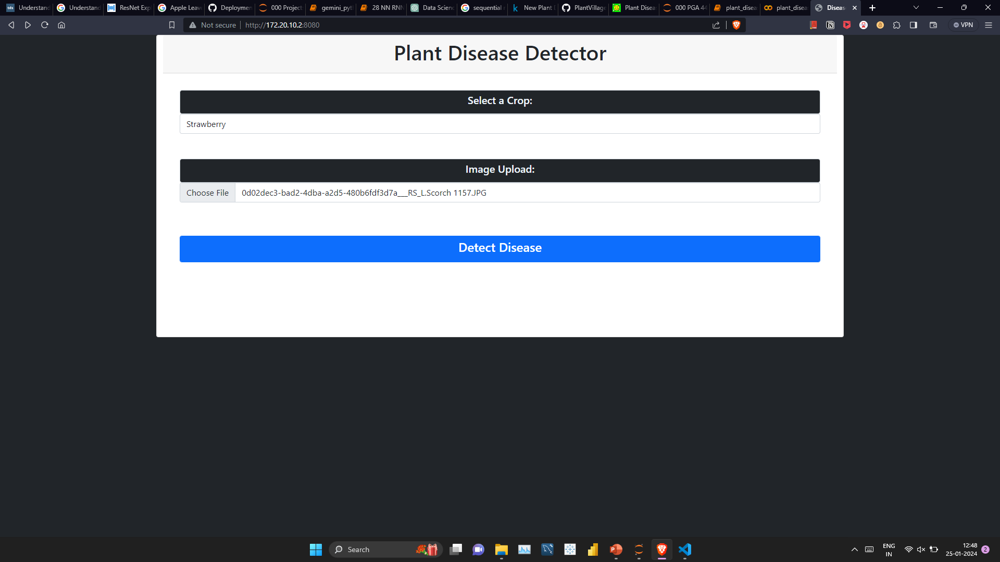 tds Understand Understand ResNet Exp Apple Leav Deploymen 000 Project gemini_pyt 28 NN RNN Data Scienc sequential New Plant PlantVillage Plant Disea 000 PGA 44 plant_disea plant_disea Diseas
Not secure http://172.20.10.2:8080 VPN
Plant Disease Detector
Select a Crop:
Strawberry
Image Upload:
Choose File 0d02dec3-bad2-4dba-a2d5-480b6fdf3d7a___RS_L.Scorch 1157.JPG
Detect Disease
Search
ENG
IN
12:48
25-01-2024
2